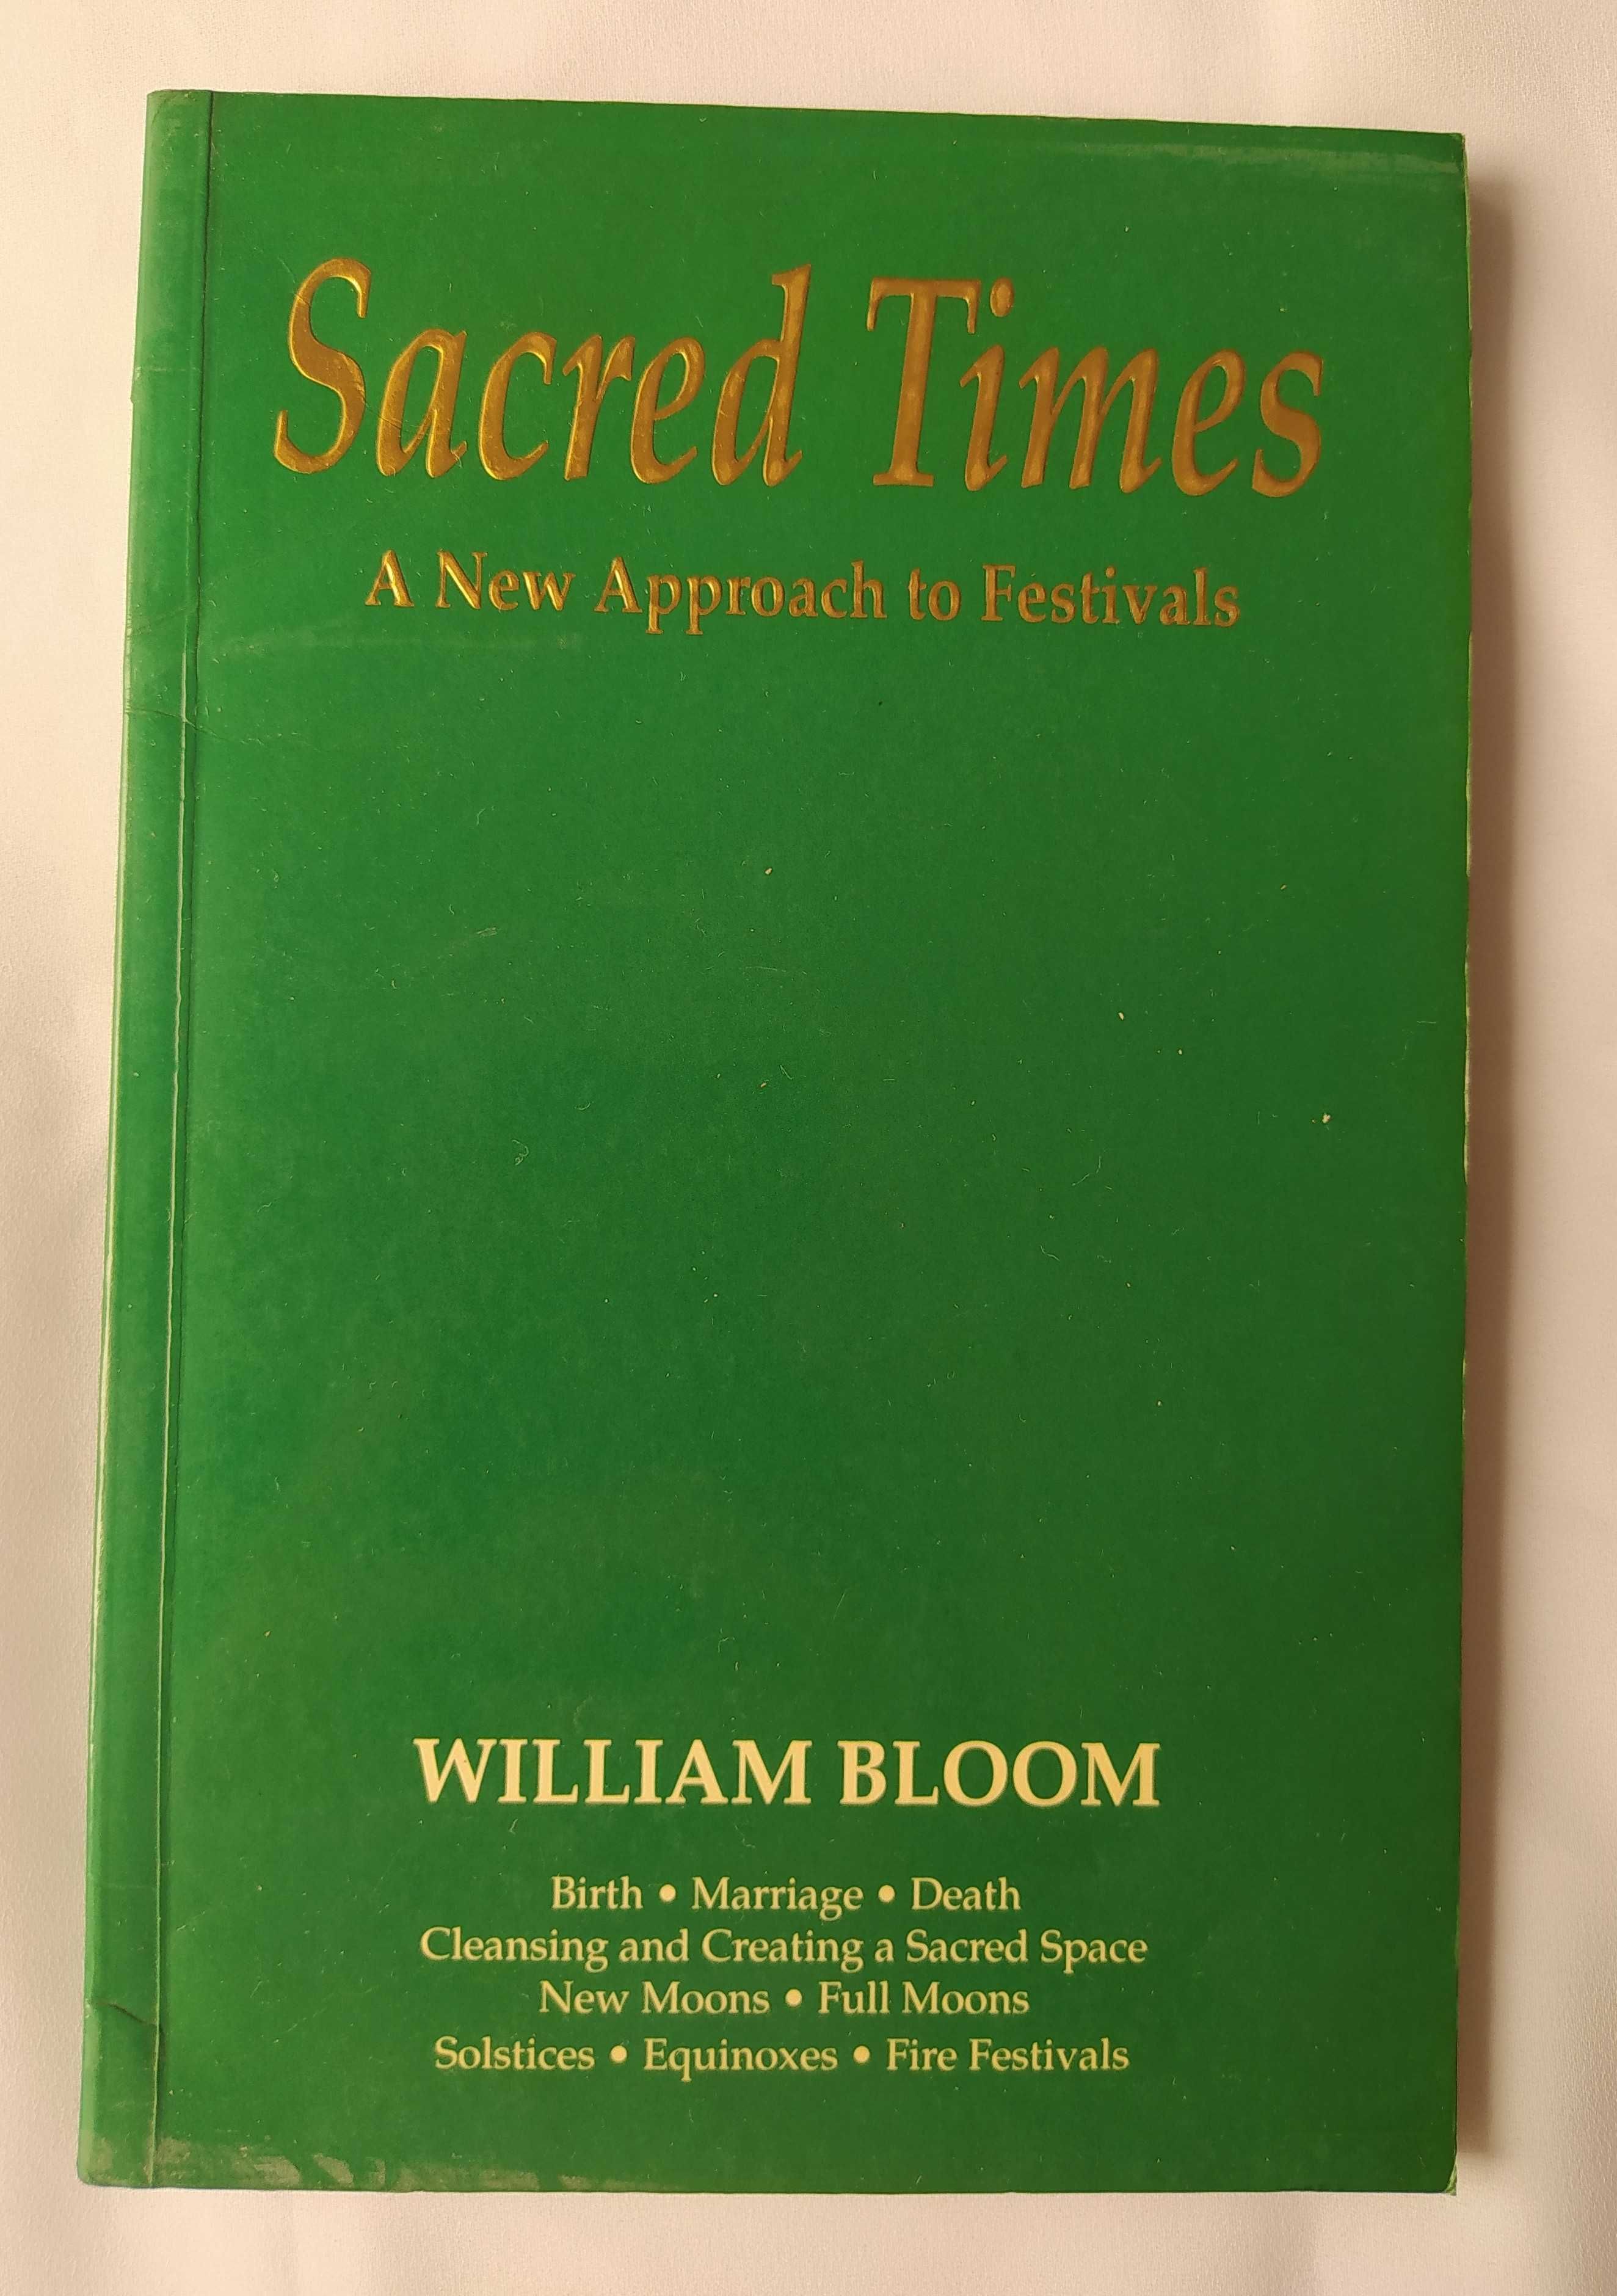 Sacred Times
A New Approach to Festivals
WILLIAM BLOOM
Birth • Marriage • Death
Cleansing and Creating a Sacred Space
New Moons • Full Moons
Solstices • Equinoxes • Fire Festivals